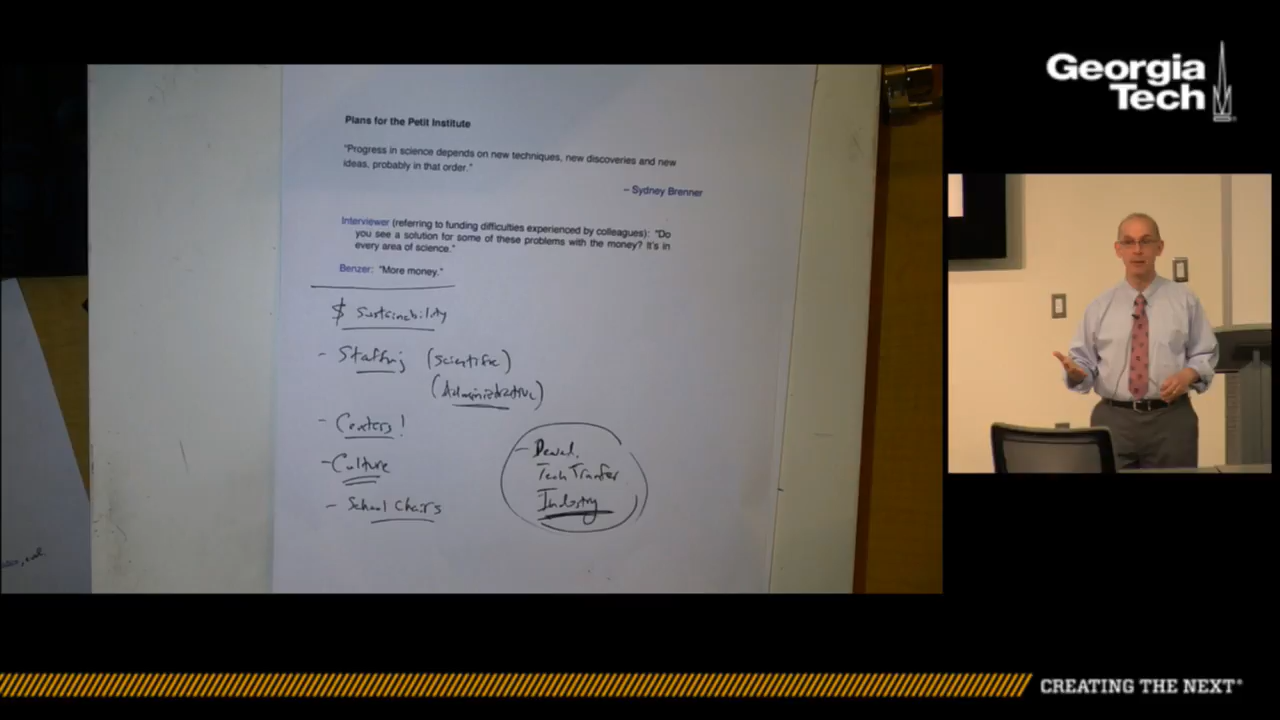 Georgia
Tech
Plans for the Petit Institute
"Progress in science depends on new techniques, new discoveries and new
ideas, probably in that order."
– Sydney Brenner
Interviewer (referring to funding difficulties experienced by colleagues): "Do
you see a solution for some of these problems with the money? It's in
every area of science."
Benzer: "More money."
$ Sustainability
- Staffing (Scientific)
(Administrative)
- Centers!
- Culture
- School Chairs
- Devel.
Tech Transfer
Industry
CREATING THE NEXT®